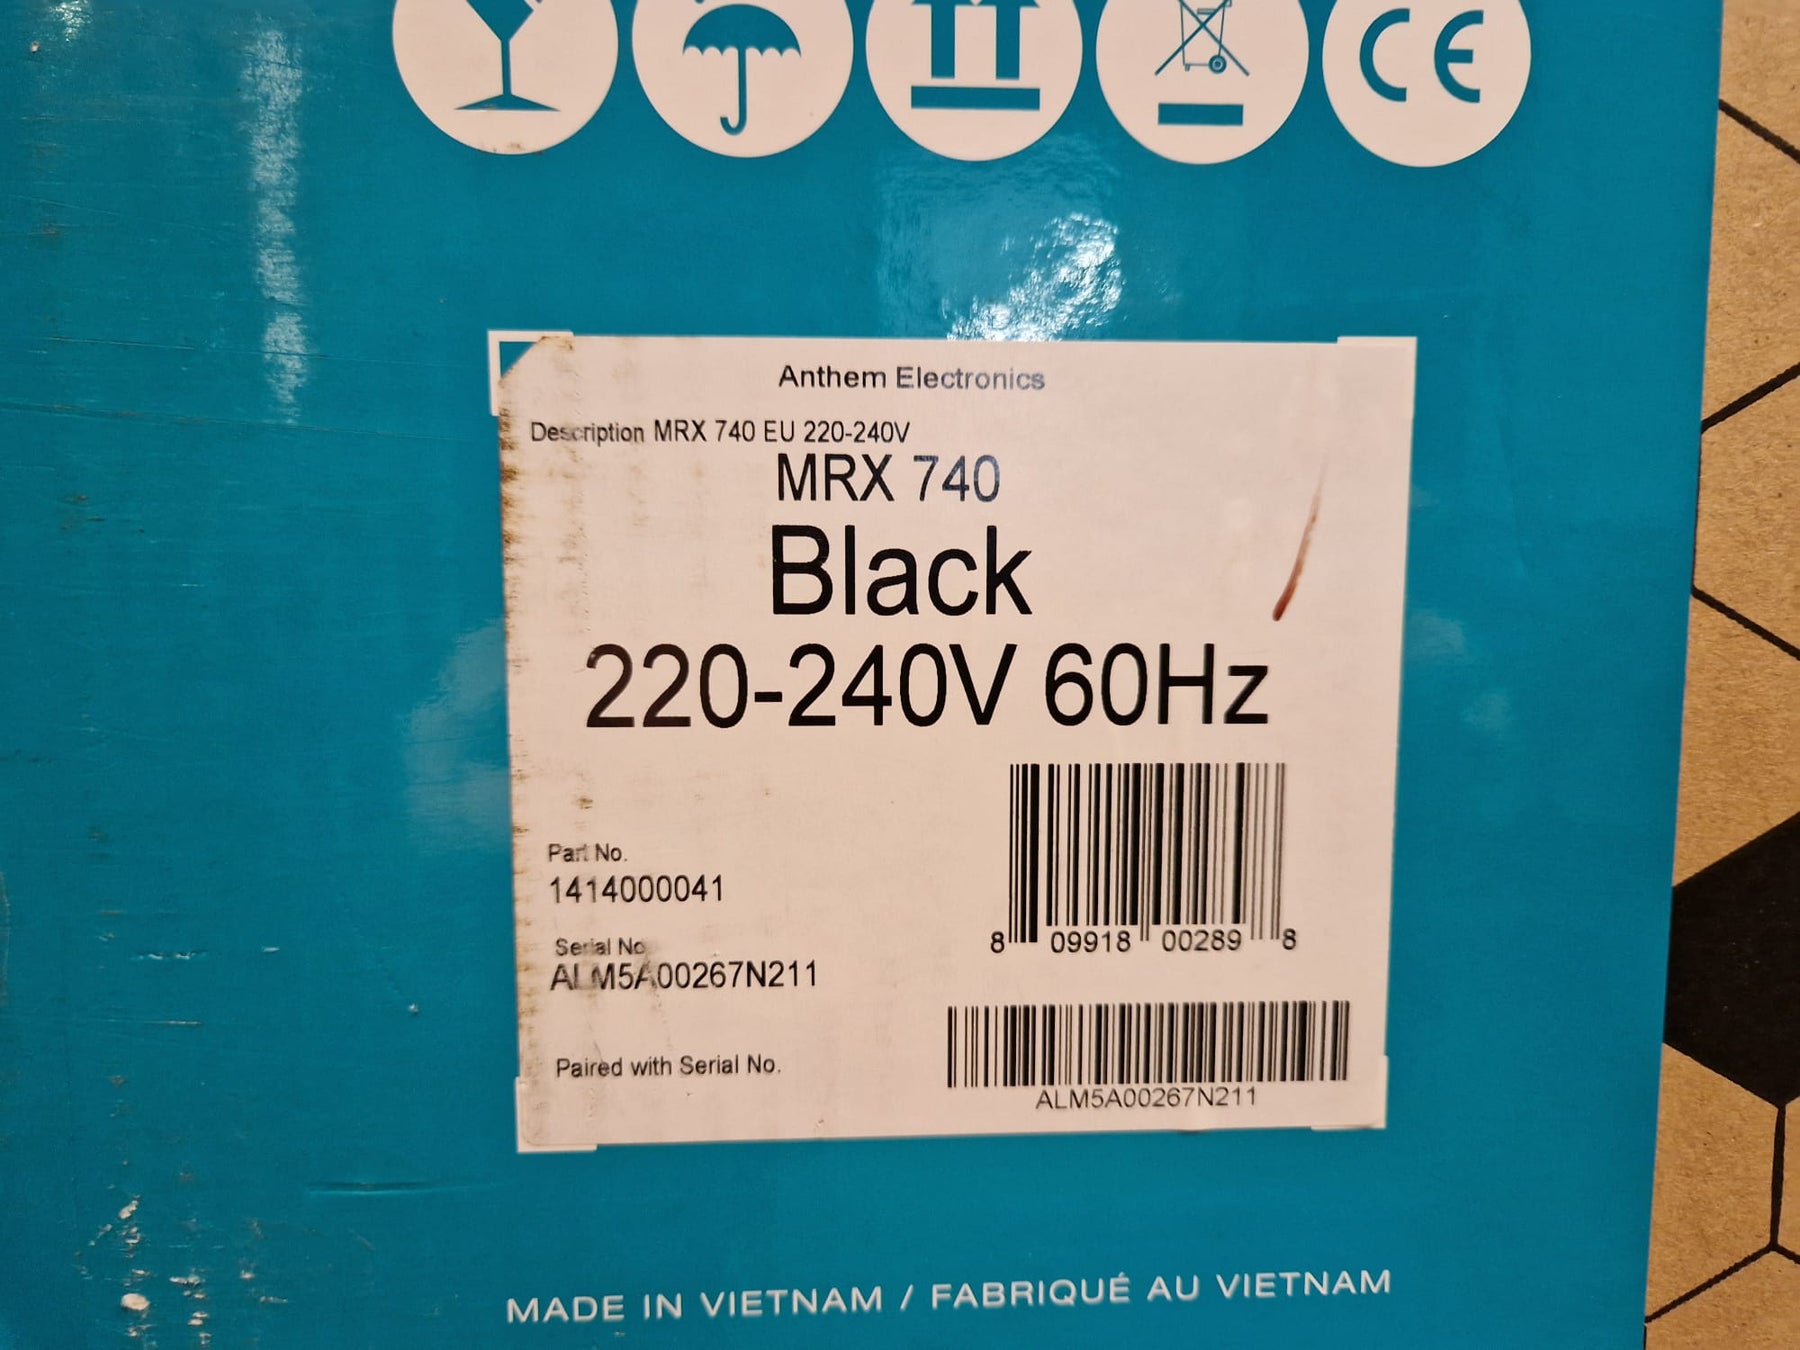 CE
Anthem Electronics
Description MRX 740 EU 220-240V
MRX 740
Black
220-240V 60Hz
Part No.
1414000041
8 09918 00289 8
Serial No
ALM5A00267N211
Paired with Serial No.
ALM5A00267N211
MADE IN VIETNAM / FABRIQUÉ AU VIETNAM